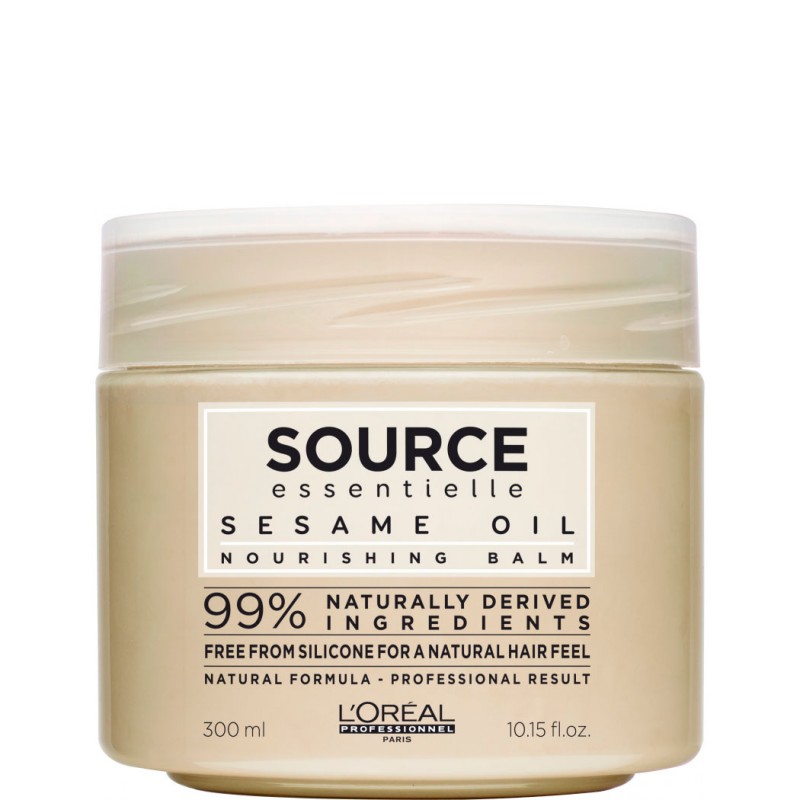 SOURCE
essentielle
SESAME OIL
NOURISHING BALM
99% NATURALLY DERIVED
INGREDIENTS
FREE FROM SILICONE FOR A NATURAL HAIR FEEL
NATURAL FORMULA - PROFESSIONAL RESULT
300 ml
L'ORÉAL
PROFESSIONNEL
PARIS
10.15 fl.oz.